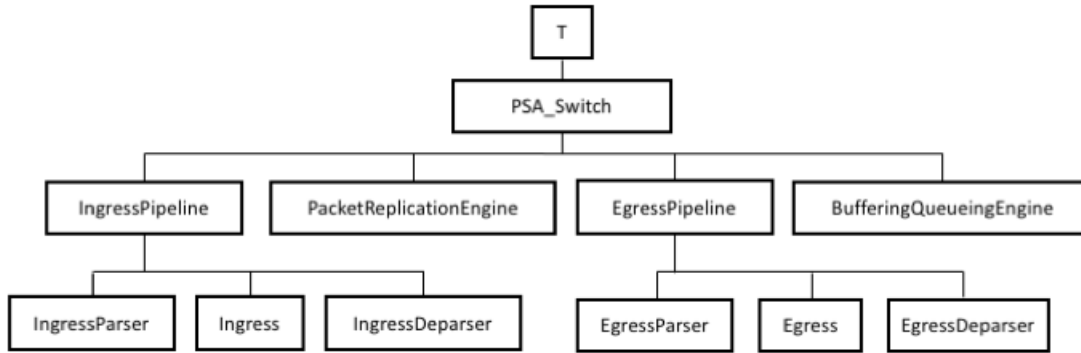 T
PSA_Switch
IngressPipeline
PacketReplicationEngine
EgressPipeline
BufferingQueueingEngine
IngressParser
Ingress
IngressDeparser
EgressParser
Egress
EgressDeparser